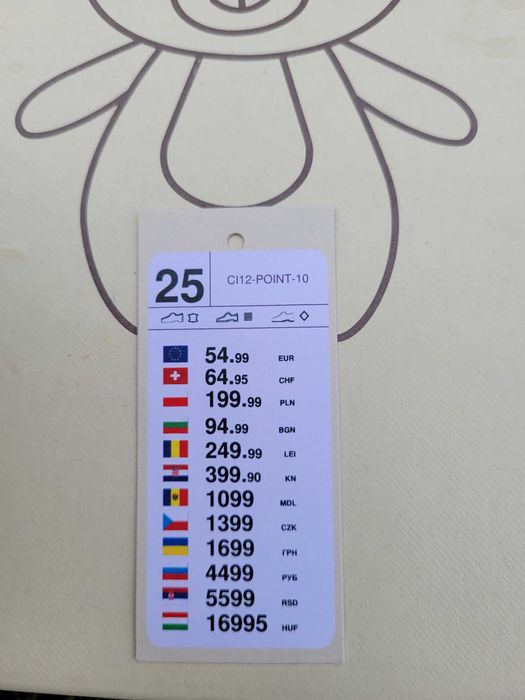 25 CI12-POINT-10
54.99 EUR
64.95 CHF
199.99 PLN
94.99 BGN
249.99 LEI
399.90 KN
1099 MDL
1399 CZK
1699 ГРН
4499 РУБ
5599 RSD
16995 HUF